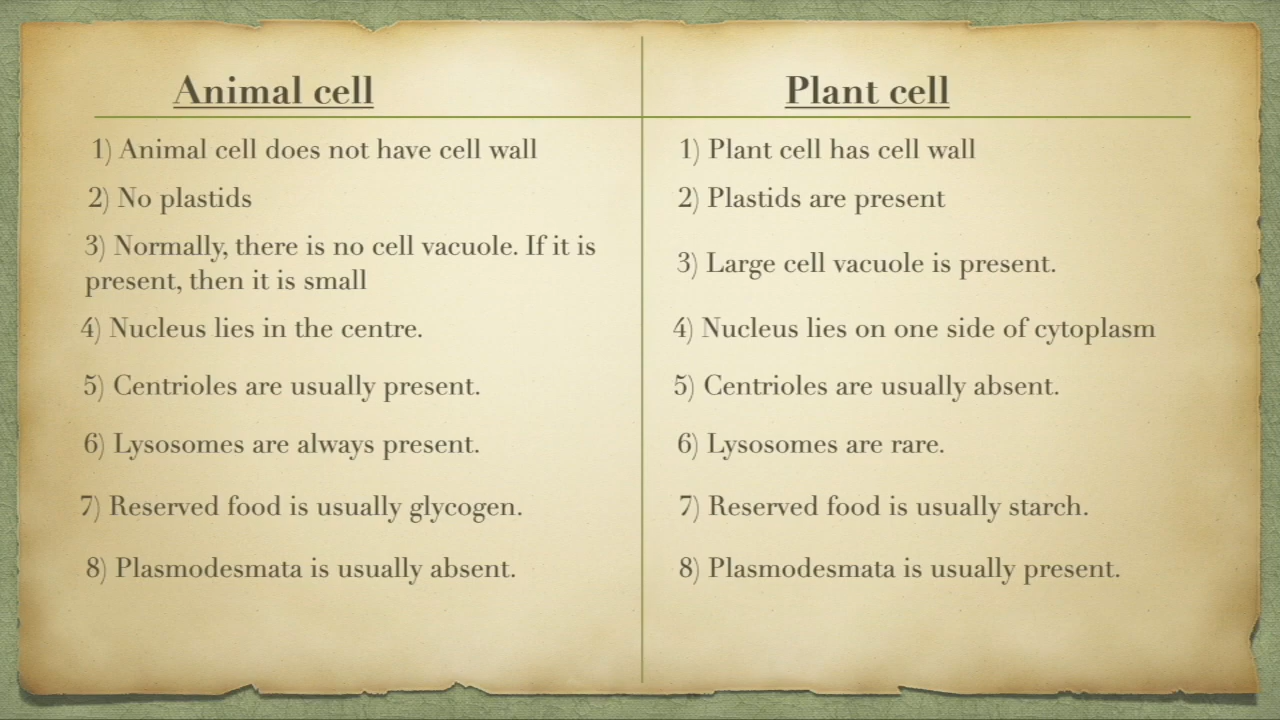 Animal cell
1) Animal cell does not have cell wall
2) No plastids
3) Normally, there is no cell vacuole. If it is
present, then it is small
4) Nucleus lies in the centre.
5) Centrioles are usually present.
6) Lysosomes are always present.
7) Reserved food is usually glycogen.
8) Plasmodesmata is usually absent.
Plant cell
1) Plant cell has cell wall
2) Plastids are present
3) Large cell vacuole is present.
4) Nucleus lies on one side of cytoplasm
5) Centrioles are usually absent.
6) Lysosomes are rare.
7) Reserved food is usually starch.
8) Plasmodesmata is usually present.